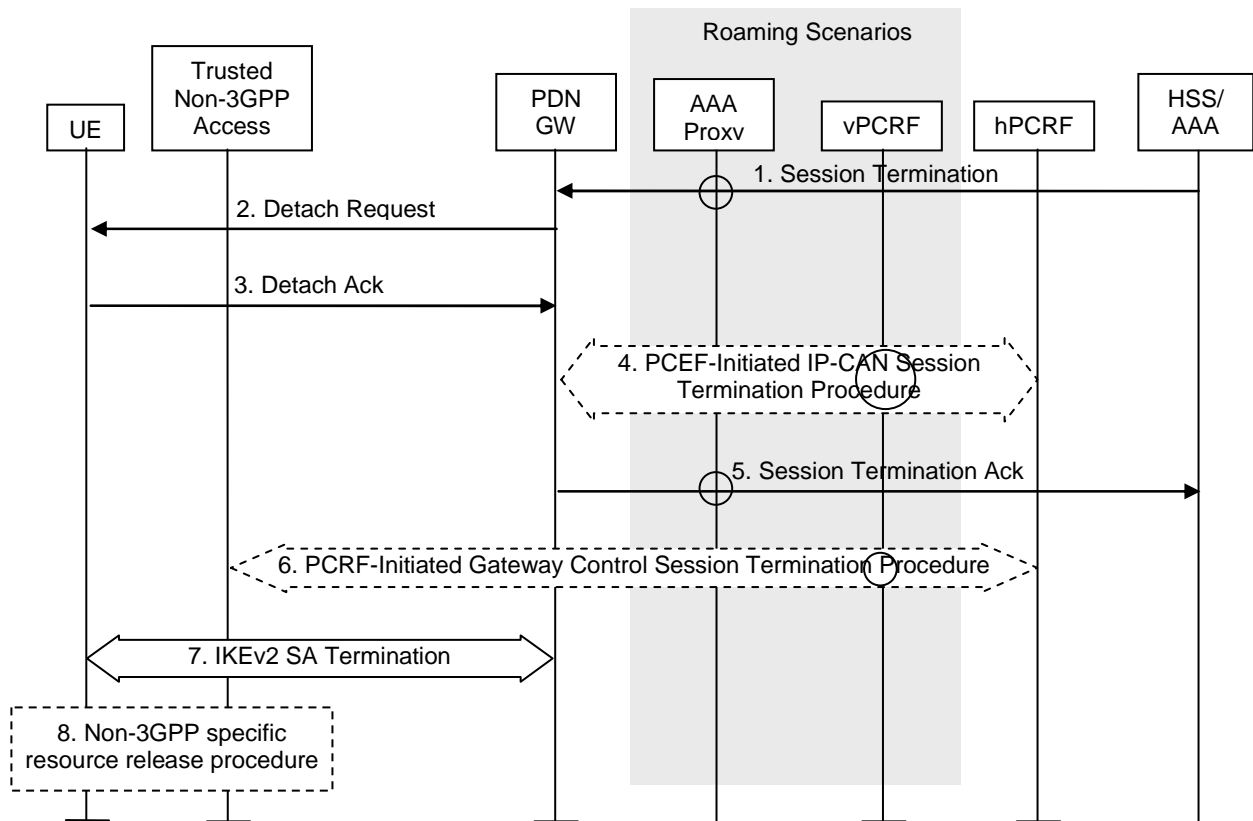 Roaming Scenarios
UE
Trusted
Non-3GPP
Access
PDN
GW
AAA
Proxv
vPCRF
hPCRF
HSS/
AAA
1. Session Termination
2. Detach Request
3. Detach Ack
4. PCEF-Initiated IP-CAN Session
Termination Procedure
5. Session Termination Ack
6. PCRF-Initiated Gateway Control Session Termination Procedure
7. IKEv2 SA Termination
8. Non-3GPP specific
resource release procedure